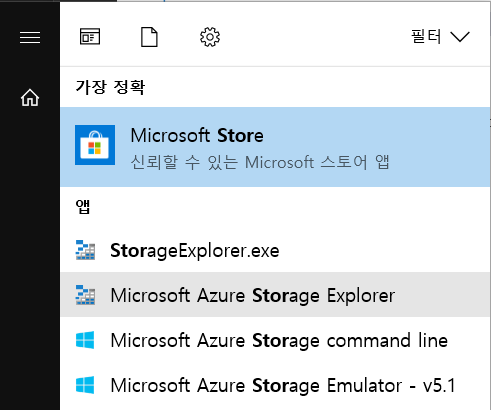 필터
가장 정확
Microsoft Store
신뢰할 수 있는 Microsoft 스토어 앱
앱
StorageExplorer.exe
Microsoft Azure Storage Explorer
Microsoft Azure Storage command line
Microsoft Azure Storage Emulator - v5.1